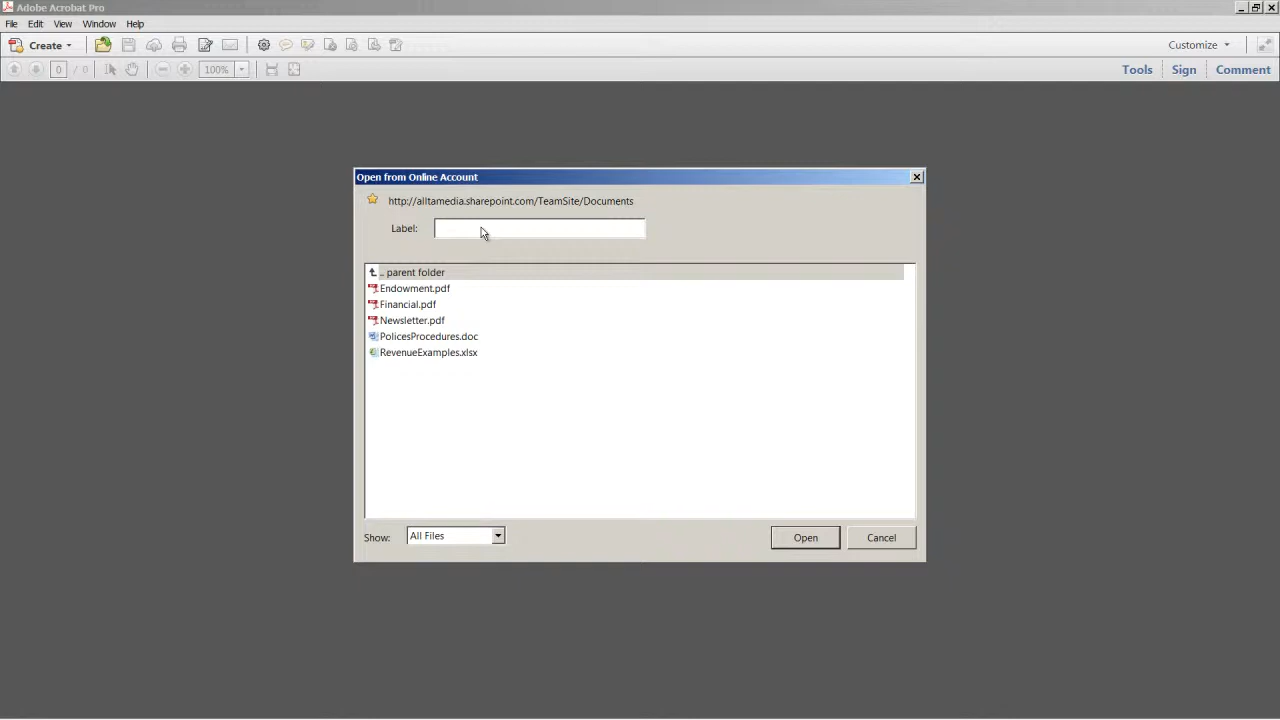 Adobe Acrobat Pro
File Edit View Window Help
Create Customize
0 / 0 100% Tools Sign Comment
Open from Online Account
http://alltamedia.sharepoint.com/TeamSite/Documents
Label:
.. parent folder
Endowment.pdf
Financial.pdf
Newsletter.pdf
PolicesProcedures.doc
RevenueExamples.xlsx
Show: All Files Open Cancel